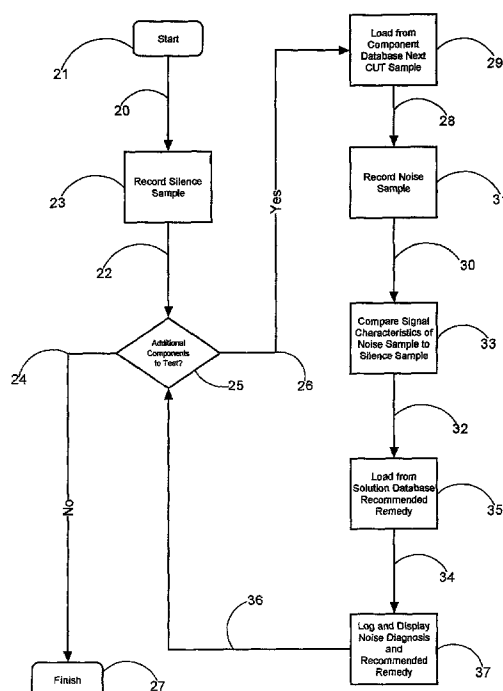 Start
21
20
Record Silence
Sample
23
22
Additional
Components
to Test?
24
25
26
No
Yes
Finish
27
Load from
Component
Database Next
CUT Sample
29
28
Record Noise
Sample
31
30
Compare Signal
Characteristics of
Noise Sample to
Silence Sample
33
32
Load from
Solution Database
Recommended
Remedy
35
34
Log and Display
Noise Diagnosis
and
Recommended
Remedy
37
36